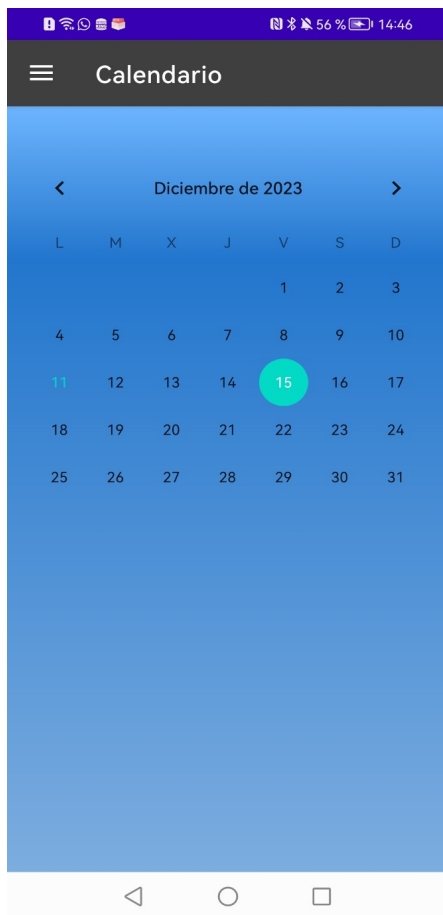 56 % 14:46
Calendario
Diciembre de 2023
L M X J V S D
1 2 3
4 5 6 7 8 9 10
11 12 13 14 15 16 17
18 19 20 21 22 23 24
25 26 27 28 29 30 31